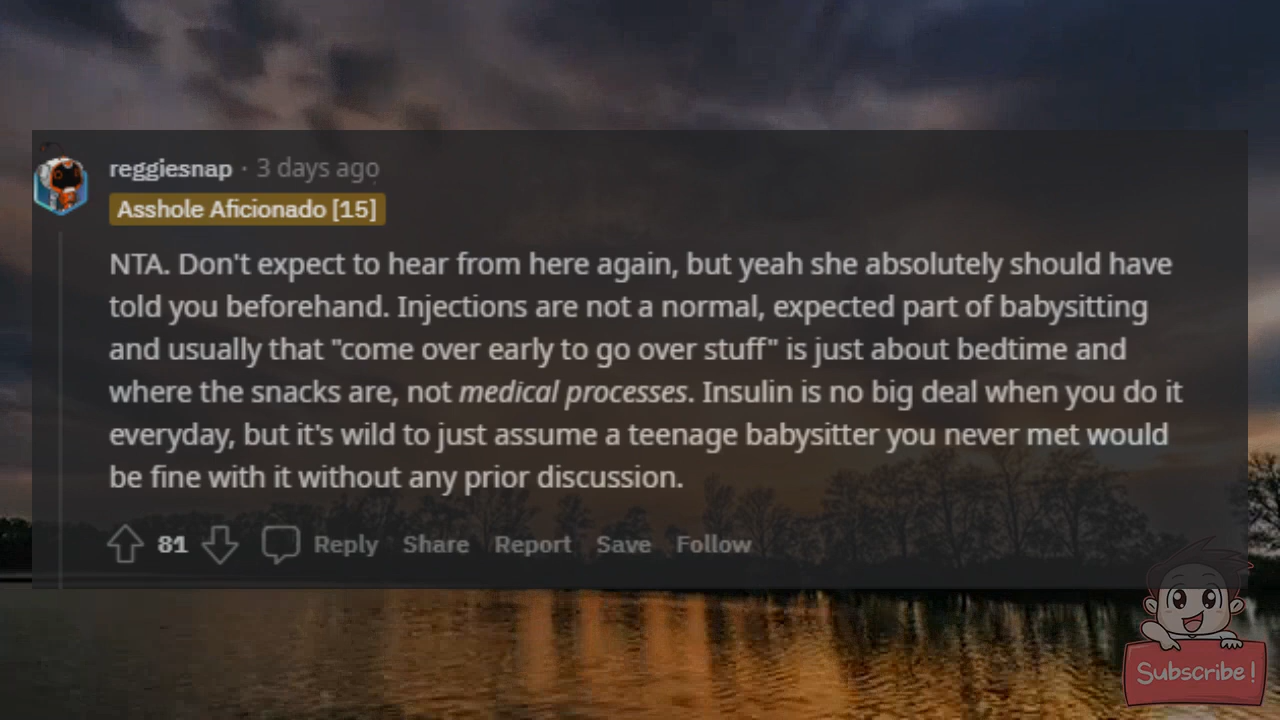 reggiesnap · 3 days ago
Asshole Aficionado [15]
NTA. Don't expect to hear from here again, but yeah she absolutely should have
told you beforehand. Injections are not a normal, expected part of babysitting
and usually that "come over early to go over stuff" is just about bedtime and
where the snacks are, not medical processes. Insulin is no big deal when you do it
everyday, but it's wild to just assume a teenage babysitter you never met would
be fine with it without any prior discussion.
81 Reply Share Report Save Follow
Subscribe!